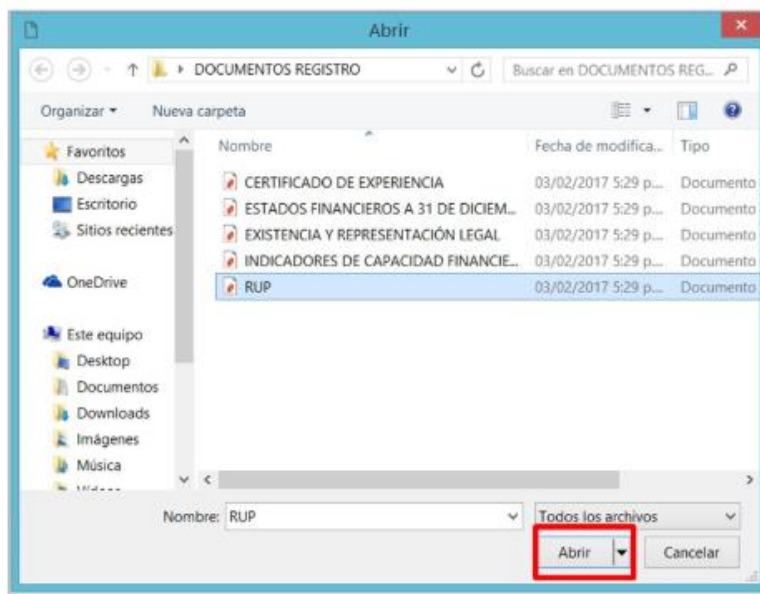 Abrir
DOCUMENTOS REGISTRO
Buscar en DOCUMENTOS REG...
Organizar
Nueva carpeta
Nombre
Fecha de modifica...
Tipo
Favoritos
Descargas
Escritorio
Sitios recientes
OneDrive
Este equipo
Desktop
Documentos
Downloads
Imágenes
Música
CERTIFICADO DE EXPERIENCIA 03/02/2017 5:29 p.... Documento
ESTADOS FINANCIEROS A 31 DE DICIEM... 03/02/2017 5:29 p.... Documento
EXISTENCIA Y REPRESENTACIÓN LEGAL 03/02/2017 5:29 p.... Documento
INDICADORES DE CAPACIDAD FINANCIE... 03/02/2017 5:29 p.... Documento
RUP 03/02/2017 5:29 p.... Documento
Nombre: RUP
Todos los archivos
Abrir
Cancelar